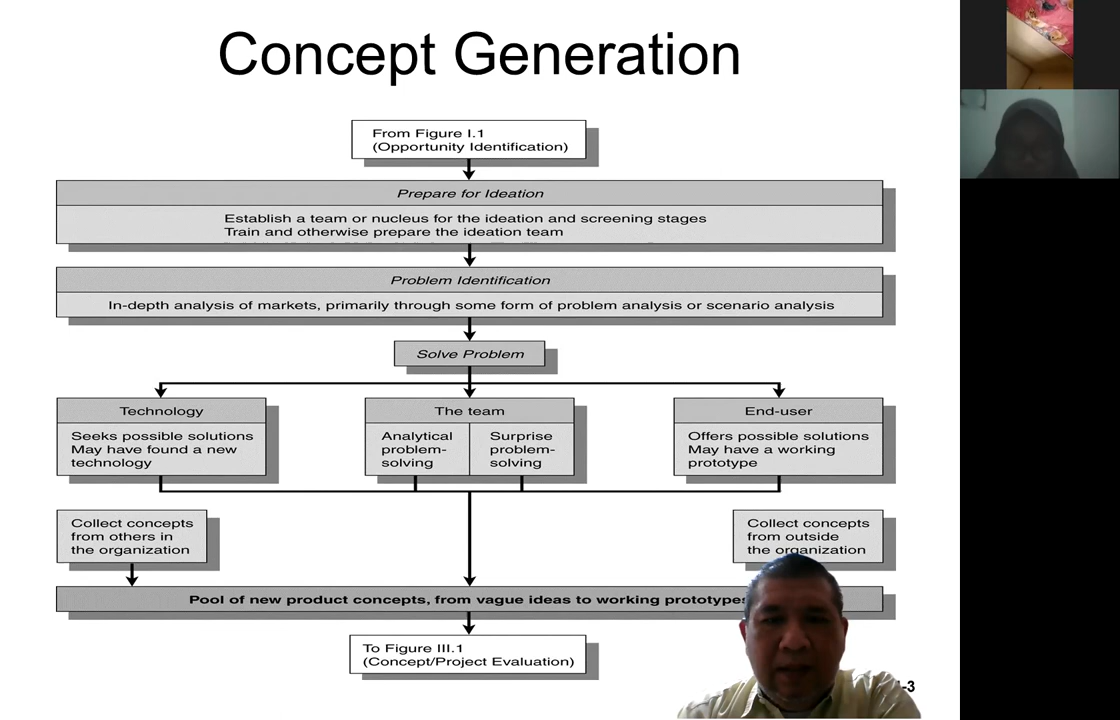 Concept Generation
From Figure I.1
(Opportunity Identification)
Prepare for Ideation
Establish a team or nucleus for the ideation and screening stages
Train and otherwise prepare the ideation team
Problem Identification
In-depth analysis of markets, primarily through some form of problem analysis or scenario analysis
Solve Problem
Technology
Seeks possible solutions
May have found a new
technology
The team
Analytical
problem-
solving
Surprise
problem-
solving
End-user
Offers possible solutions
May have a working
prototype
Collect concepts
from others in
the organization
Collect concepts
from outside
the organization
Pool of new product concepts, from vague ideas to working prototypes
To Figure III.1
(Concept/Project Evaluation)
-3